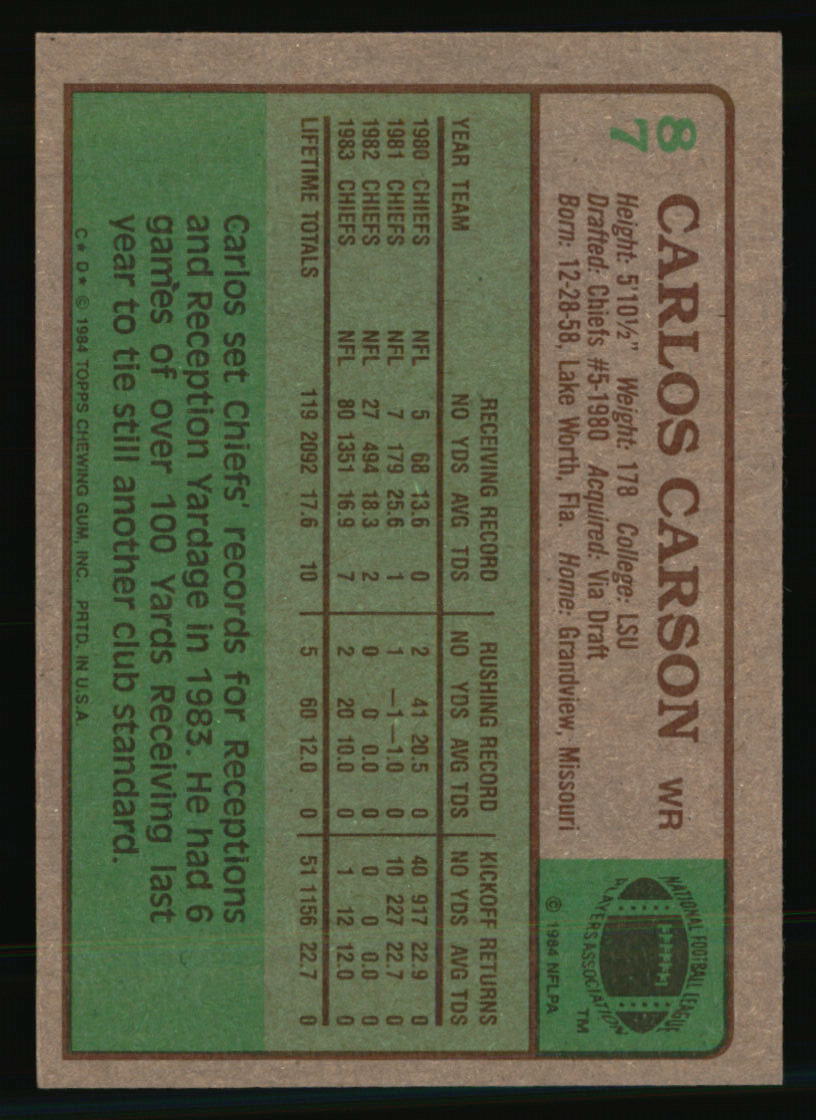 87
CARLOS CARSON WR
Height: 5'10½" Weight: 178 College: LSU
Drafted: Chiefs #5-1980 Acquired: Via Draft
Born: 12-28-58, Lake Worth, Fla. Home: Grandview, Missouri
NATIONAL FOOTBALL LEAGUE
PLAYERS ASSOCIATION
TM
© 1984 NFLPA
RECEIVING RECORD RUSHING RECORD KICKOFF RETURNS
YEAR TEAM NO YDS AVG TDS NO YDS AVG TDS NO YDS AVG TDS
1980 CHIEFS NFL 5 68 13.6 0 2 41 20.5 0 40 917 22.9 0
1981 CHIEFS NFL 7 179 25.6 1 1 —1 —1.0 0 10 227 22.7 0
1982 CHIEFS NFL 27 494 18.3 2 0 0 0.0 0 0 0 0.0 0
1983 CHIEFS NFL 80 1351 16.9 7 2 20 10.0 0 1 12 12.0 0
LIFETIME TOTALS 119 2092 17.6 10 5 60 12.0 0 51 1156 22.7 0
Carlos set Chiefs' records for Receptions
and Reception Yardage in 1983. He had 6
games of over 100 Yards Receiving last
year to tie still another club standard.
C* D* © 1984 TOPPS CHEWING GUM, INC. PRTD. IN U.S.A.